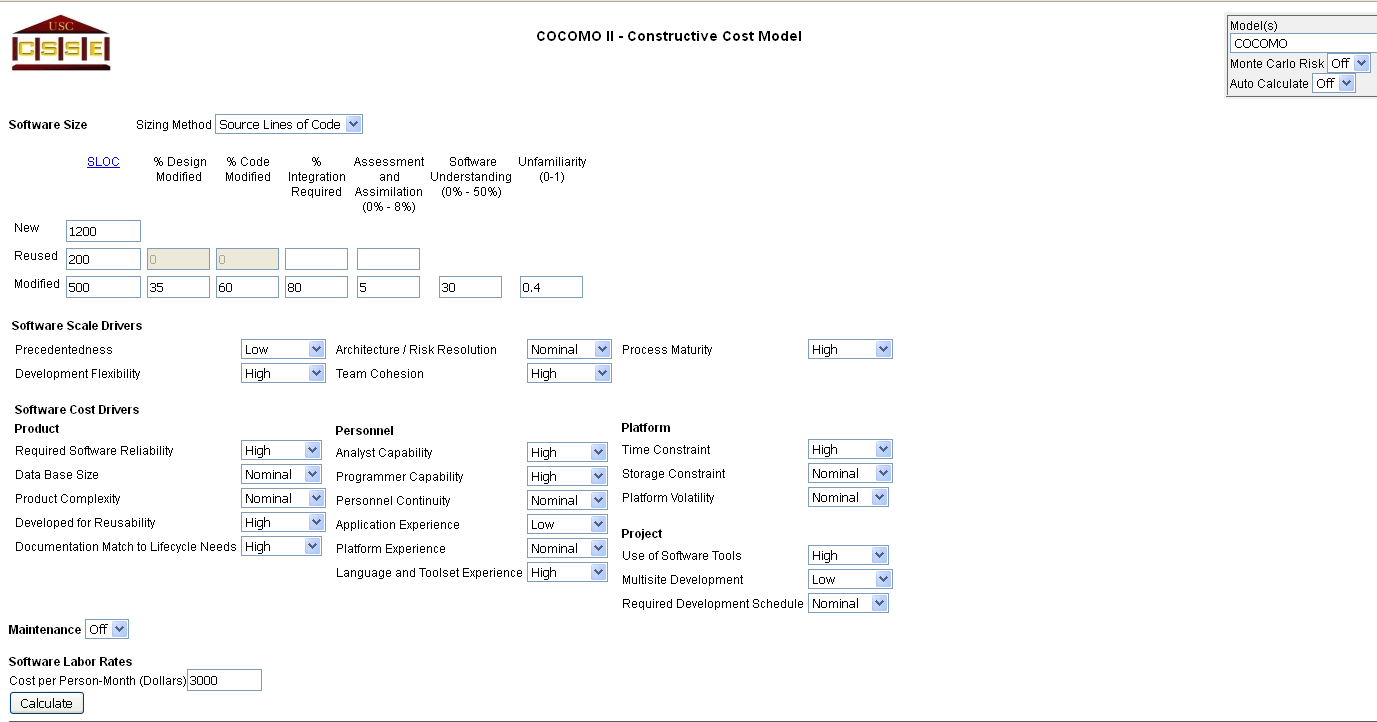 USC
CSSE
COCOMO II - Constructive Cost Model
Model(s)
COCOMO
Monte Carlo Risk Off
Auto Calculate Off
Software Size Sizing Method Source Lines of Code
SLOC % Design Modified % Code Modified % Integration Required Assessment and Assimilation (0% - 8%) Software Understanding (0% - 50%) Unfamiliarity (0-1)
New 1200
Reused 200 0 0
Modified 500 35 60 80 5 30 0.4
Software Scale Drivers
Precedentedness Low Architecture / Risk Resolution Nominal Process Maturity High
Development Flexibility High Team Cohesion High
Software Cost Drivers
Product
Required Software Reliability High
Data Base Size Nominal
Product Complexity Nominal
Developed for Reusability High
Documentation Match to Lifecycle Needs High
Personnel
Analyst Capability High
Programmer Capability High
Personnel Continuity Nominal
Application Experience Low
Platform Experience Nominal
Language and Toolset Experience High
Platform
Time Constraint High
Storage Constraint Nominal
Platform Volatility Nominal
Project
Use of Software Tools High
Multisite Development Low
Required Development Schedule Nominal
Maintenance Off
Software Labor Rates
Cost per Person-Month (Dollars) 3000
Calculate